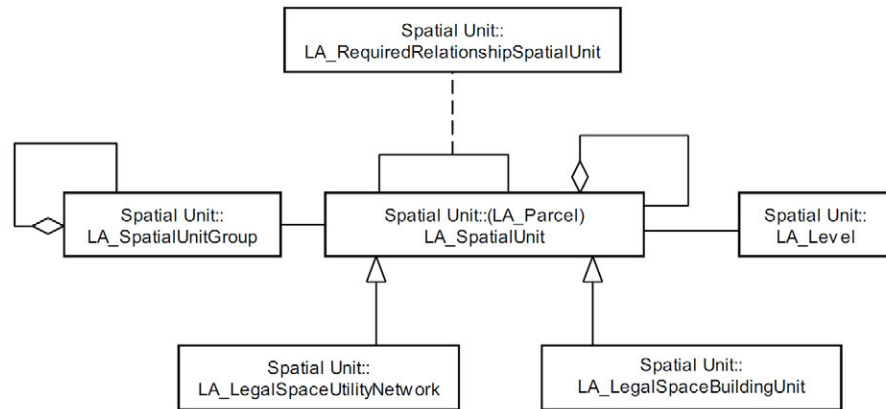 Spatial Unit::
LA_RequiredRelationshipSpatialUnit
Spatial Unit::
LA_SpatialUnitGroup
Spatial Unit::(LA_Parcel)
LA_SpatialUnit
Spatial Unit::
LA_Level
Spatial Unit::
LA_LegalSpaceUtilityNetwork
Spatial Unit::
LA_LegalSpaceBuildingUnit